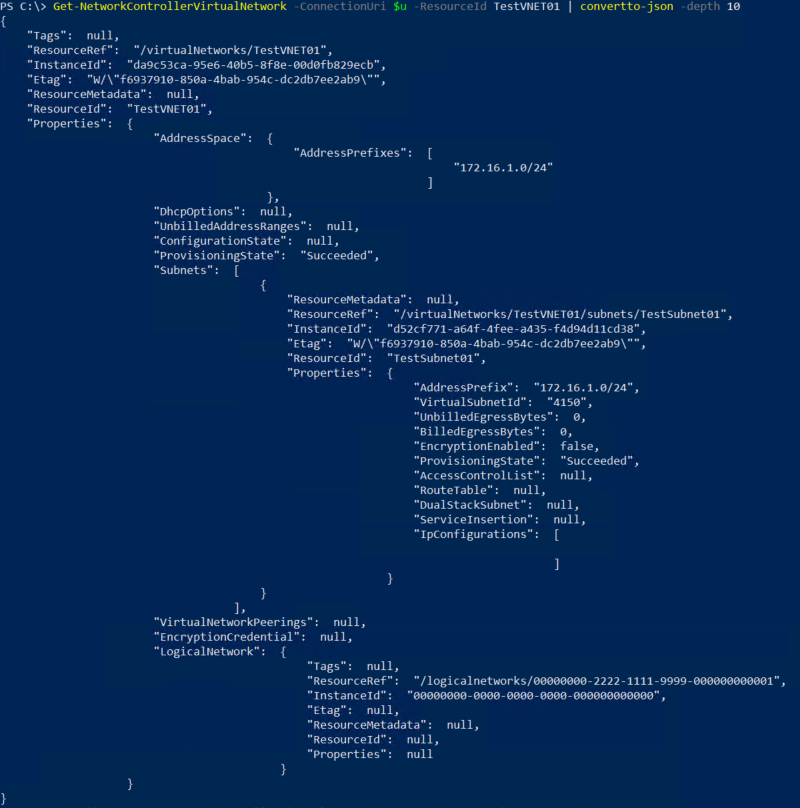 PS C:\> Get-NetworkControllerVirtualNetwork -ConnectionUri $u -ResourceId TestVNET01 | convertto-json -depth 10
{
    "Tags":  null,
    "ResourceRef":  "/virtualNetworks/TestVNET01",
    "InstanceId":  "da9c53ca-95e6-40b5-8f8e-00d0fb829ecb",
    "Etag":  "W/\"f6937910-850a-4bab-954c-dc2db7ee2ab9\"",
    "ResourceMetadata":  null,
    "ResourceId":  "TestVNET01",
    "Properties":  {
                       "AddressSpace":  {
                                            "AddressPrefixes":  [
                                                                    "172.16.1.0/24"
                                                                ]
                                        },
                       "DhcpOptions":  null,
                       "UnbilledAddressRanges":  null,
                       "ConfigurationState":  null,
                       "ProvisioningState":  "Succeeded",
                       "Subnets":  [
                                       {
                                           "ResourceMetadata":  null,
                                           "ResourceRef":  "/virtualNetworks/TestVNET01/subnets/TestSubnet01",
                                           "InstanceId":  "d52cf771-a64f-4fee-a435-f4d94d11cd38",
                                           "Etag":  "W/\"f6937910-850a-4bab-954c-dc2db7ee2ab9\"",
                                           "ResourceId":  "TestSubnet01",
                                           "Properties":  {
                                                              "AddressPrefix":  "172.16.1.0/24",
                                                              "VirtualSubnetId":  "4150",
                                                              "UnbilledEgressBytes":  0,
                                                              "BilledEgressBytes":  0,
                                                              "EncryptionEnabled":  false,
                                                              "ProvisioningState":  "Succeeded",
                                                              "AccessControlList":  null,
                                                              "RouteTable":  null,
                                                              "DualStackSubnet":  null,
                                                              "ServiceInsertion":  null,
                                                              "IpConfigurations":  [

                                                                                   ]
                                                          }
                                       }
                                   ],
                       "VirtualNetworkPeerings":  null,
                       "EncryptionCredential":  null,
                       "LogicalNetwork":  {
                                              "Tags":  null,
                                              "ResourceRef":  "/logicalnetworks/00000000-2222-1111-9999-000000000001",
                                              "InstanceId":  "00000000-0000-0000-0000-000000000000",
                                              "Etag":  null,
                                              "ResourceMetadata":  null,
                                              "ResourceId":  null,
                                              "Properties":  null
                                          }
                   }
}